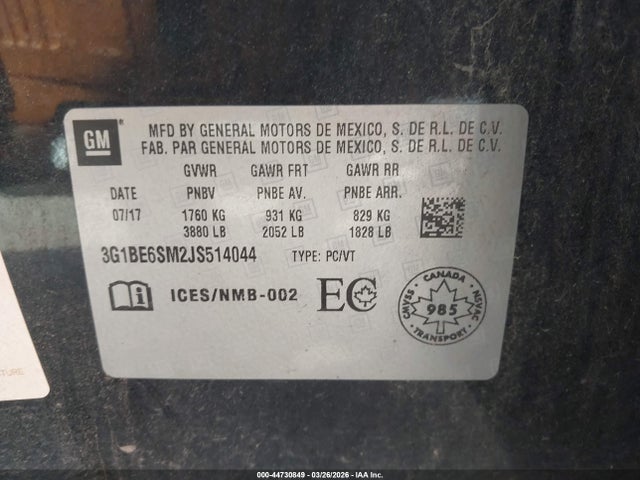 GM
MFD BY GENERAL MOTORS DE MEXICO, S. DE R.L. DE C.V.
FAB. PAR GENERAL MOTORS DE MEXICO, S. DE R.L. DE C.V.
GVWR GAWR FRT GAWR RR
DATE PNBV PNBE AV. PNBE ARR.
07/17 1760 KG 931 KG 829 KG
3880 LB 2052 LB 1828 LB
3G1BE6SM2JS514044 TYPE: PC/VT
ICES/NMB-002 EC
CANADA
CMVSS 985 NSVAC
TRANSPORT
TURE
000-44730849 | 03/26/2026 | IAA Inc.